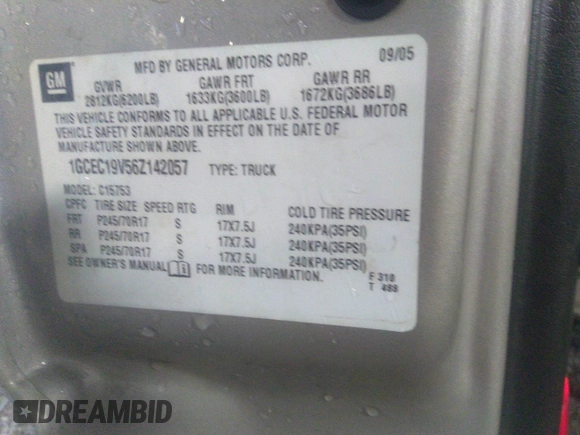 GM
MFD BY GENERAL MOTORS CORP. 09/05
GVWR GAWR FRT GAWR RR
2812KG(6200LB) 1633KG(3600LB) 1672KG(3686LB)
THIS VEHICLE CONFORMS TO ALL APPLICABLE U.S. FEDERAL MOTOR
VEHICLE SAFETY STANDARDS IN EFFECT ON THE DATE OF
MANUFACTURE SHOWN ABOVE.
1GCEC19V56Z142057 TYPE: TRUCK
MODEL: C15753
CPFC TIRE SIZE SPEED RTG RIM COLD TIRE PRESSURE
FRT P245/70R17 S 17X7.5J 240KPA(35PSI)
RR P245/70R17 S 17X7.5J 240KPA(35PSI)
SPA P245/70R17 S 17X7.5J 240KPA(35PSI)
SEE OWNER'S MANUAL FOR MORE INFORMATION.
F 310
T 488
DREAMBID